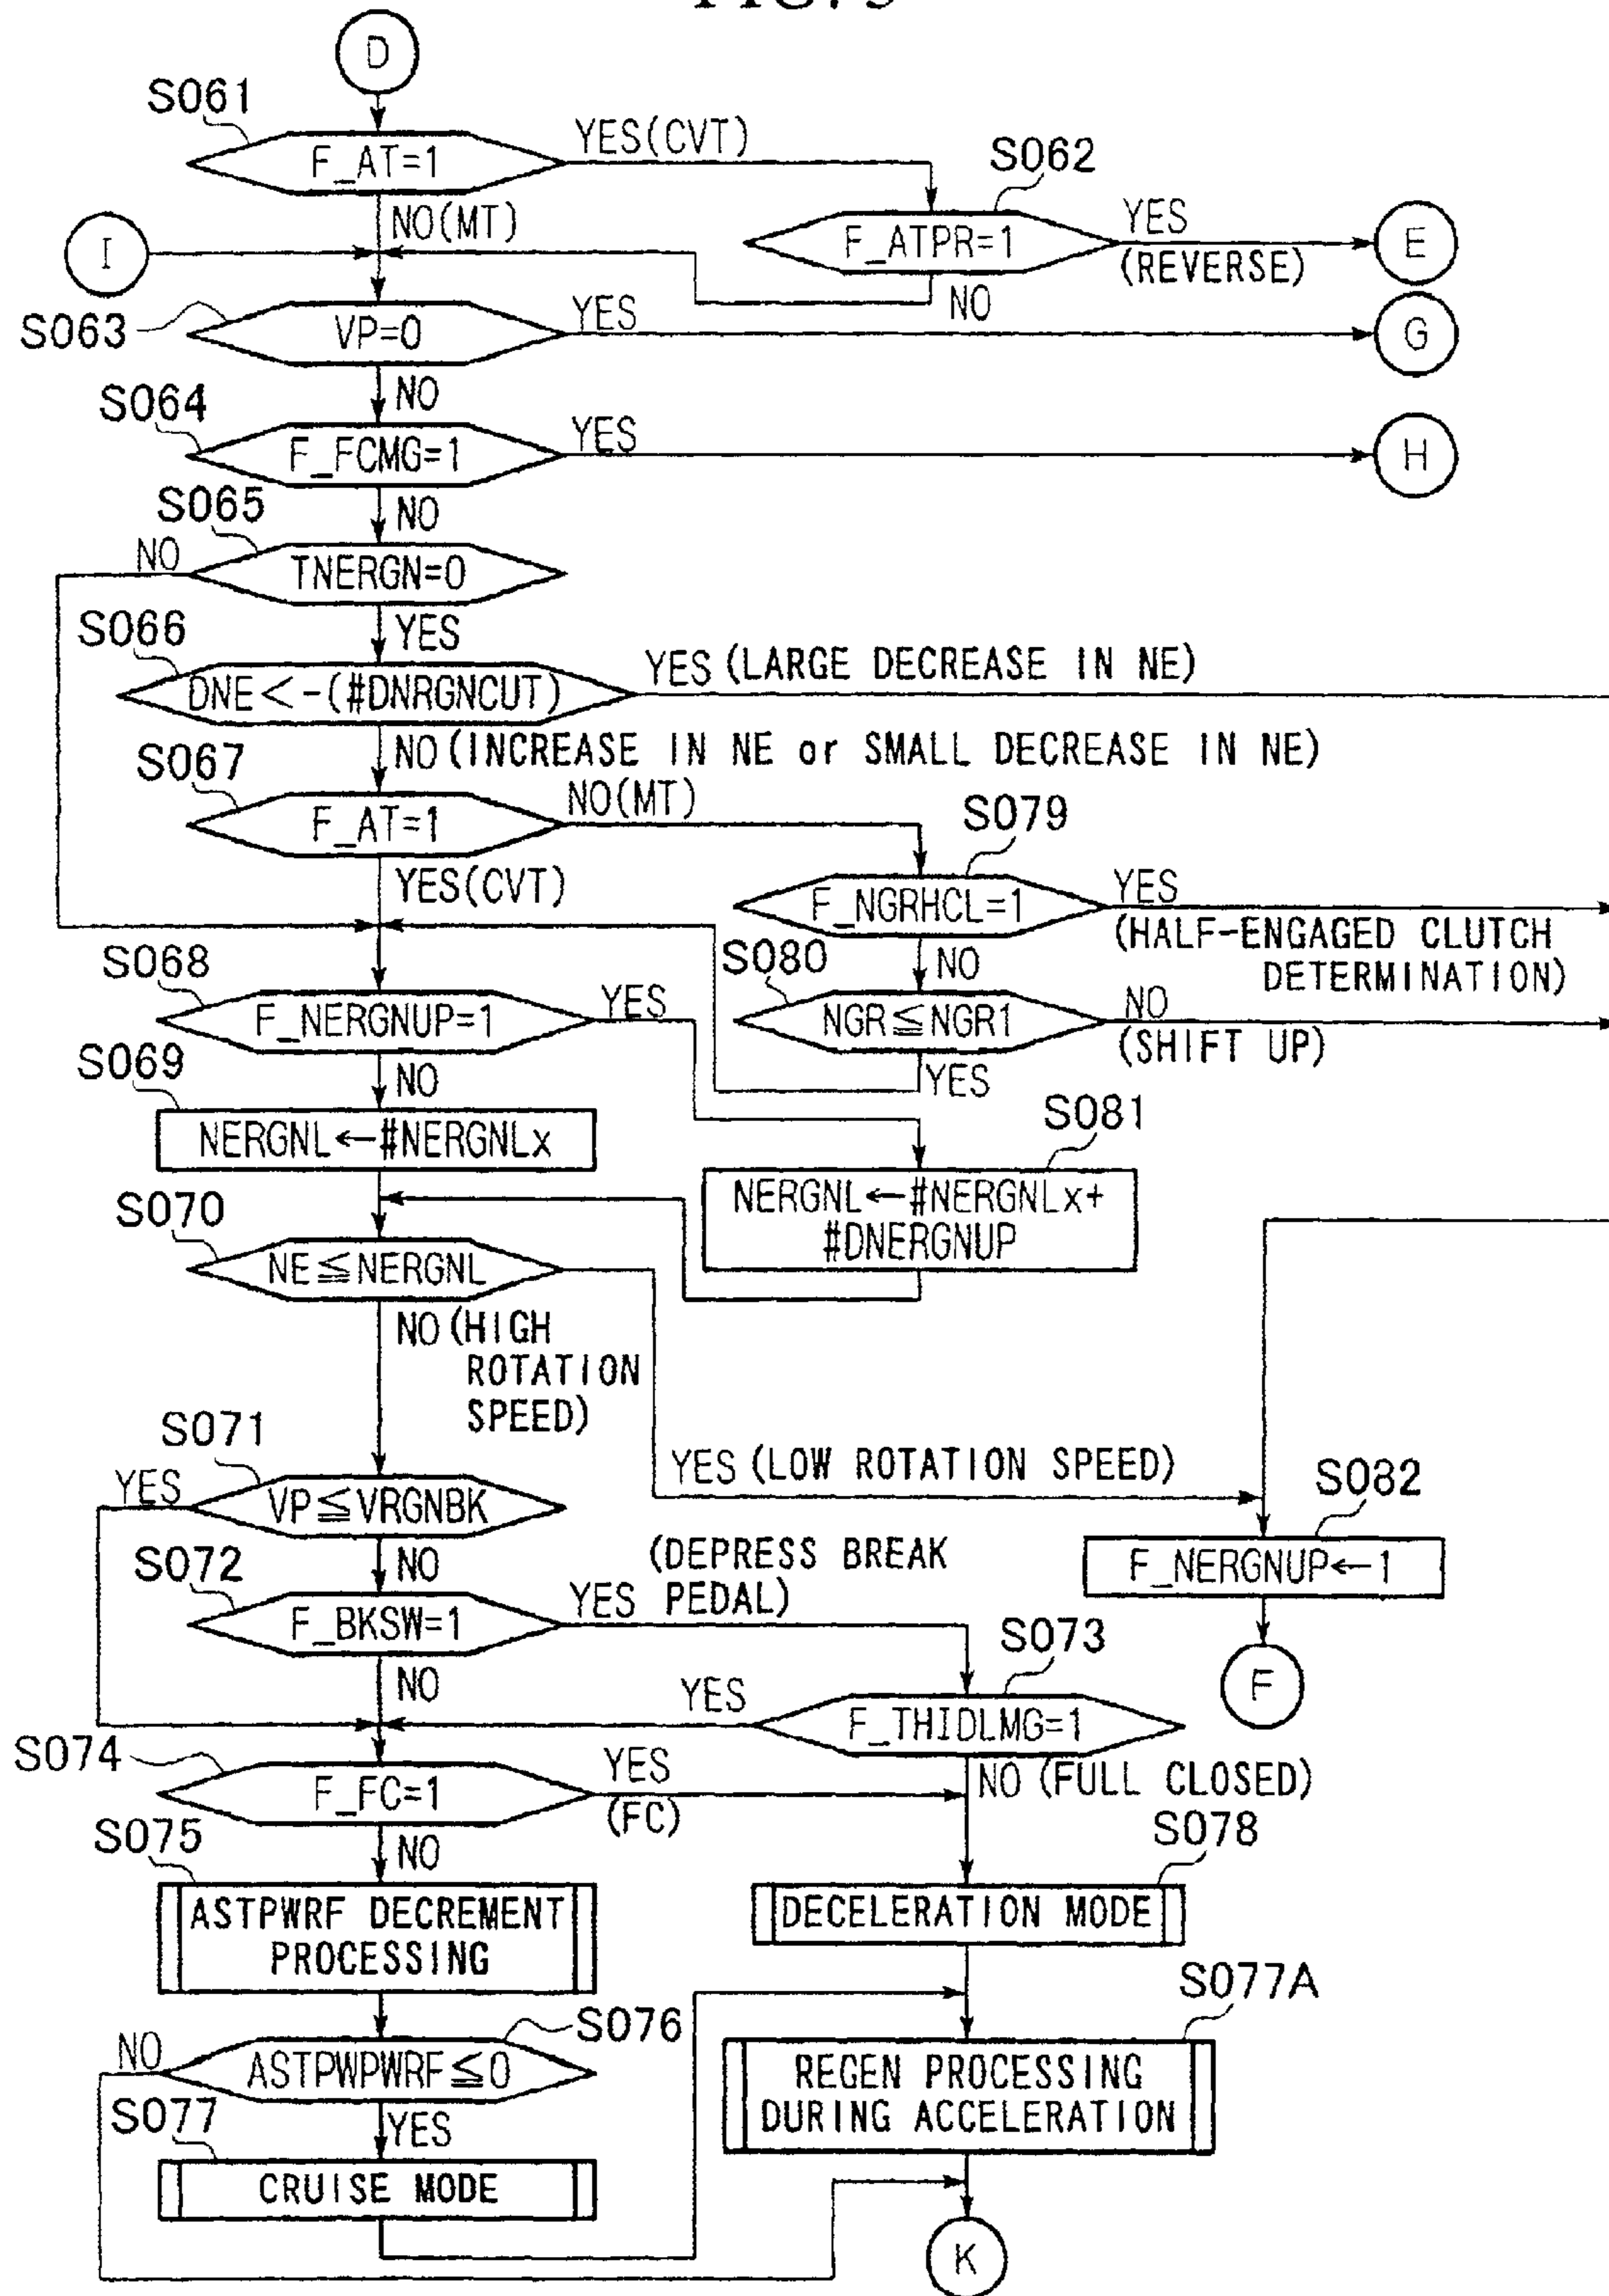 D
S061
F_AT=1
YES(CVT)
S062
NO(MT)
I
F_ATPR=1
YES
(REVERSE)
E
NO
S063
VP=0
YES
G
NO
S064
F_FCMG=1
YES
H
NO
S065
NO
TNERGN=0
YES
S066
DNE<-(#DNRGNCUT)
YES (LARGE DECREASE IN NE)
NO (INCREASE IN NE or SMALL DECREASE IN NE)
S067
F_AT=1
NO(MT)
S079
YES(CVT)
F_NGRHCL=1
YES
(HALF-ENGAGED CLUTCH
DETERMINATION)
NO
S080
NGR≦NGR1
NO
(SHIFT UP)
YES
S068
F_NERGNUP=1
YES
NO
S069
NERGNL←#NERGNLx
S081
NERGNL←#NERGNLx+
#DNERGNUP
S070
NE≦NERGNL
NO (HIGH
ROTATION
SPEED)
YES (LOW ROTATION SPEED)
S082
F_NERGNUP←1
F
S071
YES
VP≦VRGNBK
NO
S072
F_BKSW=1
YES
(DEPRESS BREAK
PEDAL)
NO
S073
YES
F_THIDLMG=1
NO (FULL CLOSED)
S074
F_FC=1
YES
(FC)
NO
S075
ASTPWRF DECREMENT
PROCESSING
S078
DECELERATION MODE
S076
NO
ASTPWPWRF≦0
YES
S077A
REGEN PROCESSING
DURING ACCELERATION
S077
CRUISE MODE
K